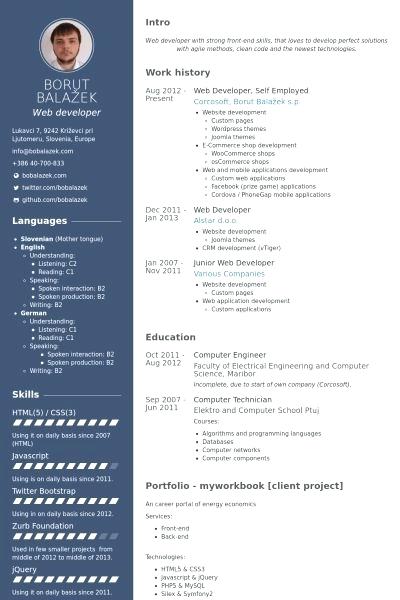 BORUT
BALAŽEK
Web developer
Lukavci 7, 9242 Križevci pri
Ljutomeru, Slovenia, Europe
info@bobalazek.com
+386 40-700-833
bobalazek.com
twitter.com/bobalazek
github.com/bobalazek
Languages
Slovenian (Mother tongue)
English
Understanding:
Listening: C2
Reading: C1
Speaking:
Spoken interaction: B2
Spoken production: B2
Writing: B2
German
Understanding:
Listening: C1
Reading: C1
Speaking:
Spoken interaction: B2
Spoken production: B2
Writing: B2
Skills
HTML(5) / CSS(3)
Using it on daily basis since 2007
(HTML)
Javascript
Using is on daily basis since 2011.
Twitter Bootstrap
Using in on daily basis since 2012.
Zurb Foundation
Used in few smaller projects from
middle of 2012 to middle of 2013.
jQuery
Using it on daily basis since 2011.
Intro
Web developer with strong front-end skills, that loves to develop perfect solutions
with agile methods, clean code and the newest technologies.
Work history
Aug 2012 -
Present
Web Developer, Self Employed
Corcosoft, Borut Balažek s.p.
Website development
Custom pages
Wordpress themes
Joomla themes
E-Commerce shop development
WooCommerce shops
osCommerce shops
Web and mobile applications development
Custom web applications
Facebook (prize game) applications
Cordova / PhoneGap mobile applications
Dec 2011 -
Jan 2013
Web Developer
Alstar d.o.o.
Website development
Joomla themes
CRM development (vTiger)
Jan 2007 -
Nov 2011
Junior Web Developer
Various Companies
Website development
Custom pages
Web application development
Custom applications
Education
Oct 2011 -
Aug 2012
Computer Engineer
Faculty of Electrical Engineering and Computer
Science, Maribor
Incomplete, due to start of own company (Corcosoft).
Sep 2007 -
Jun 2011
Computer Technician
Elektro and Computer School Ptuj
Courses:
Algorithms and programming languages
Databases
Computer networks
Computer components
Portfolio - myworkbook [client project]
An career portal of energy economics
Services:
Front-end
Back-end
Technologies:
HTML5 & CSS3
Javascript & jQuery
PHP5 & MySQL
Silex & Symfony2